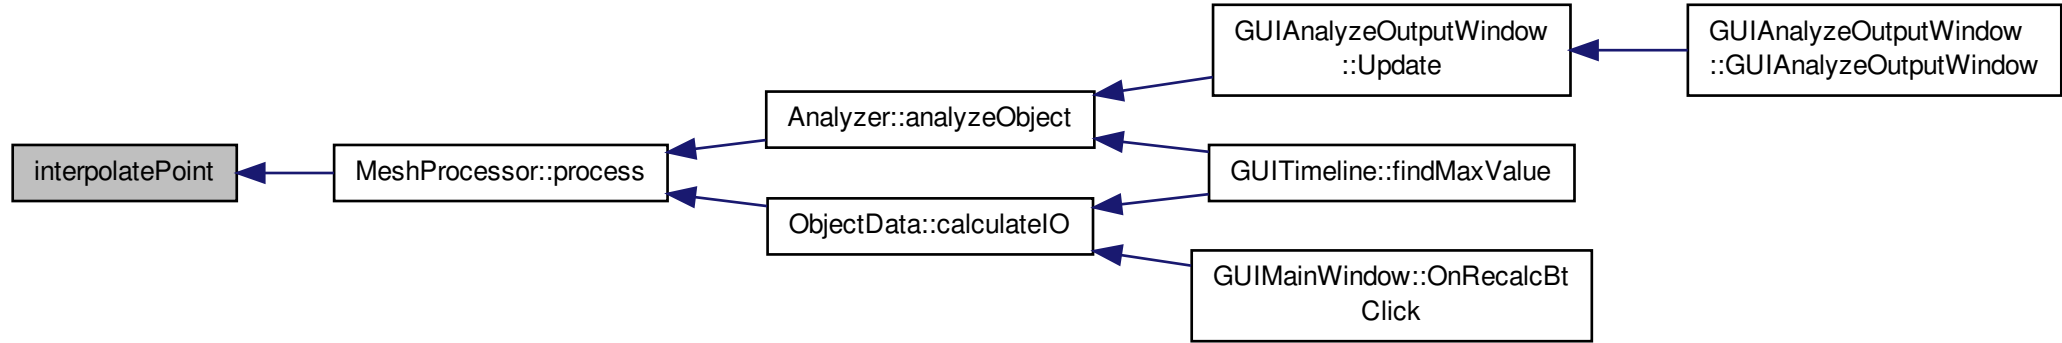 interpolatePoint
MeshProcessor::process
Analyzer::analyzeObject
ObjectData::calculateIO
GUIAnalyzeOutputWindow
::Update
GUITimeline::findMaxValue
GUIMainWindow::OnRecalcBt
Click
GUIAnalyzeOutputWindow
::GUIAnalyzeOutputWindow